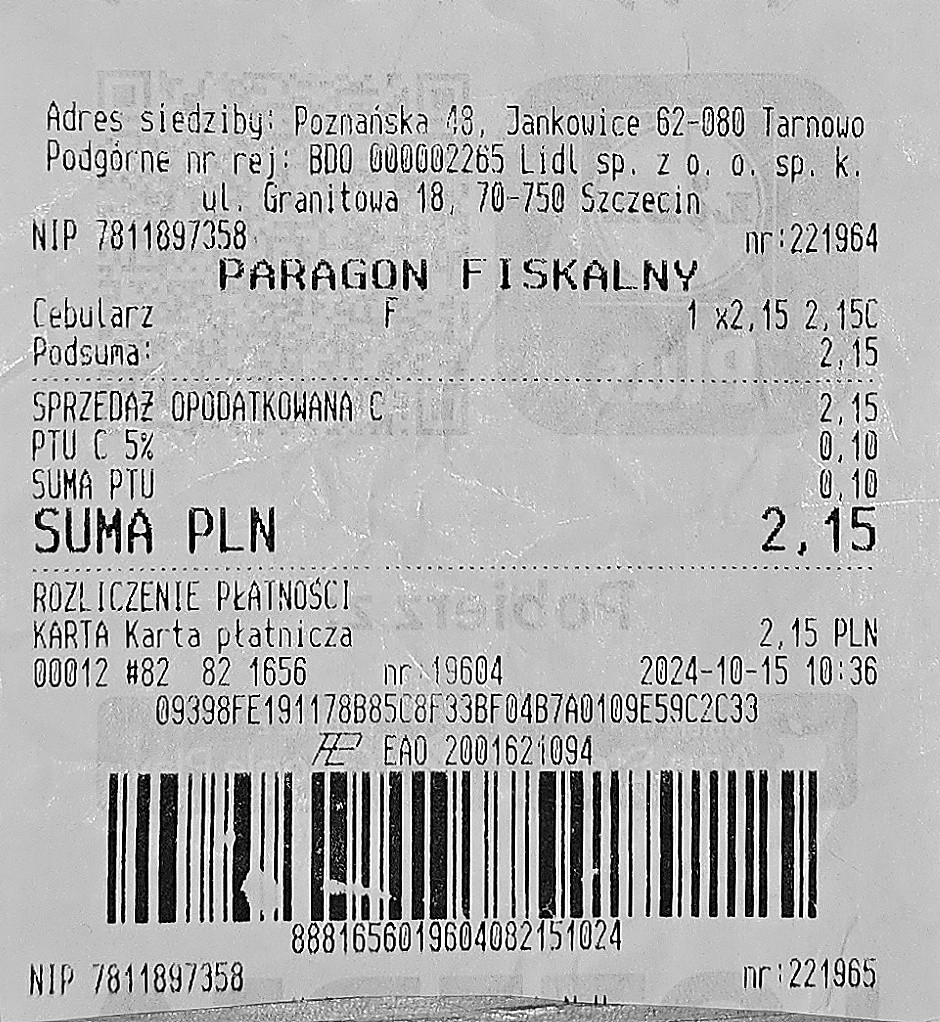 Adres siedziby: Poznańska 48, Jankowice 62-080 Tarnowo
Podgórne nr rej: BDO 000002265 Lidl sp. z o. o. sp. k.
ul. Granitowa 18, 70-750 Szczecin
NIP 7811897358 nr:221964
PARAGON FISKALNY
Cebularz F 1 x2,15 2,15C
Podsuma: 2,15
SPRZEDAŻ OPODATKOWANA C 2,15
PTU C 5% 0,10
SUMA PTU 0,10
SUMA PLN 2,15
ROZLICZENIE PŁATNOŚCI
KARTA Karta płatnicza 2,15 PLN
00012 #82 82 1656 nr:19604 2024-10-15 10:36
09398FE191178B85C8F33BF04B7A0109E59C2C33
EAO 2001621094
88816560196040821510​24
NIP 7811897358 nr:221965